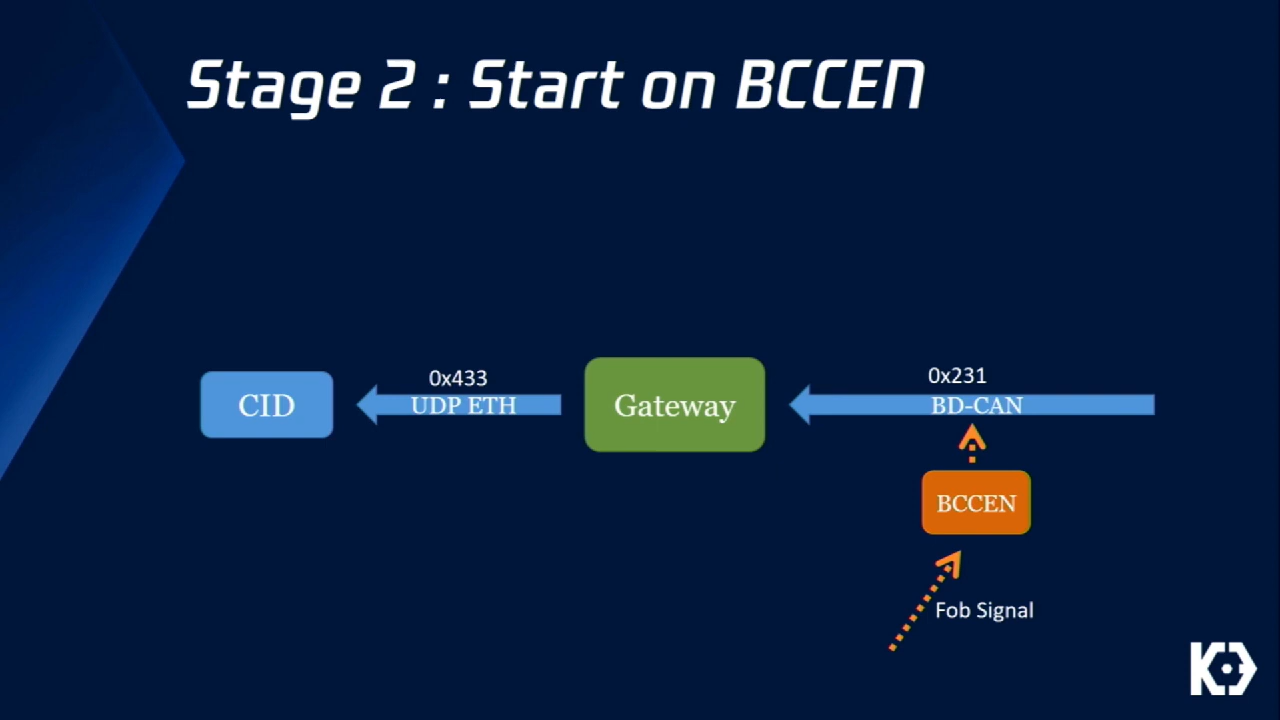 Stage 2 : Start on BCCEN
0x433
0x231
CID
UDP ETH
Gateway
BD-CAN
BCCEN
Fob Signal